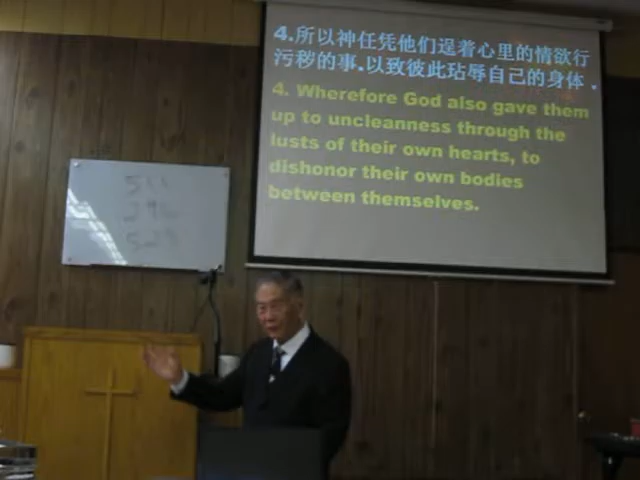 4.所以神任凭他们逞着心里的情欲行
污秽的事.以致彼此玷辱自己的身体.
4. Wherefore God also gave them
up to uncleanness through the
lusts of their own hearts, to
dishonor their own bodies
between themselves.